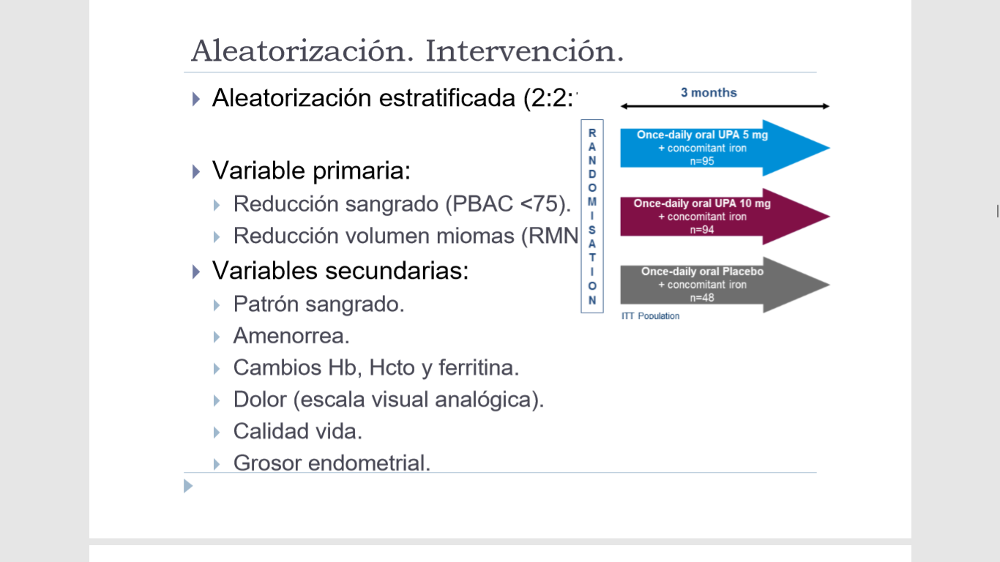 Aleatorización. Intervención.
Aleatorización estratificada (2:2:
Variable primaria:
Reducción sangrado (PBAC <75).
Reducción volumen miomas (RMN
Variables secundarias:
Patrón sangrado.
Amenorrea.
Cambios Hb, Hcto y ferritina.
Dolor (escala visual analógica).
Calidad vida.
Grosor endometrial.
3 months
RANDOMISATION
Once-daily oral UPA 5 mg
+ concomitant iron
n=95
Once-daily oral UPA 10 mg
+ concomitant iron
n=94
Once-daily oral Placebo
+ concomitant iron
n=48
ITT Population